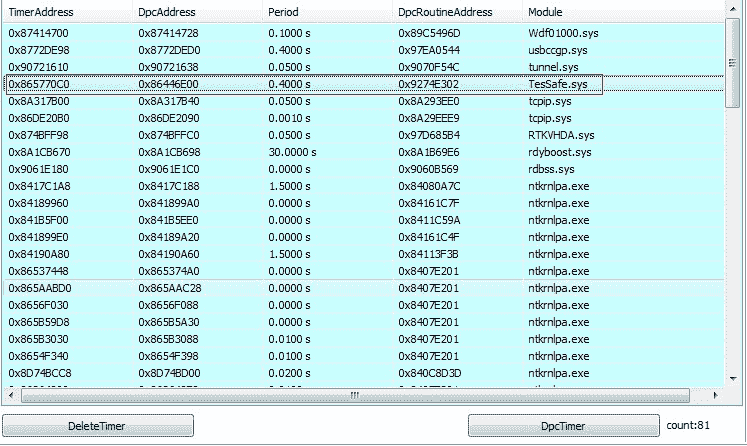 TimerAddress DpcAddress Period DpcRoutineAddress Module
0x87414700 0x87414728 0.1000 s 0x89C5496D Wdf01000.sys
0x8772DE98 0x8772DED0 0.4000 s 0x97EA0544 usbccgp.sys
0x90721610 0x90721638 0.0500 s 0x9070F54C tunnel.sys
0x865770C0 0x86446E00 0.4000 s 0x9274E302 TesSafe.sys
0x8A317B00 0x8A317B40 0.0500 s 0x8A293EE0 tcpip.sys
0x86DE20B0 0x86DE2090 0.0010 s 0x8A29EEE9 tcpip.sys
0x874BFF98 0x874BFFC0 0.0500 s 0x97D685B4 RTKVHDA.sys
0x8A1CB670 0x8A1CB698 30.0000 s 0x8A1B69E6 rdyboost.sys
0x9061E180 0x9061E1C0 0.0000 s 0x9060B569 rdbss.sys
0x8417C1A8 0x8417C188 1.5000 s 0x84080A7C ntkrnlpa.exe
0x84189960 0x841899A0 0.0000 s 0x84161C7F ntkrnlpa.exe
0x841B5F00 0x841B5EE0 0.0000 s 0x8411C59A ntkrnlpa.exe
0x841899E0 0x84189A20 0.0000 s 0x84161C4F ntkrnlpa.exe
0x84190A80 0x84190A60 1.5000 s 0x84113F3B ntkrnlpa.exe
0x86537448 0x865374A0 0.0000 s 0x8407E201 ntkrnlpa.exe
0x865AABD0 0x865AAC28 0.0000 s 0x8407E201 ntkrnlpa.exe
0x8656F030 0x8656F088 0.0000 s 0x8407E201 ntkrnlpa.exe
0x865B59D8 0x865B5A30 0.0000 s 0x8407E201 ntkrnlpa.exe
0x865B3030 0x865B3088 0.0100 s 0x8407E201 ntkrnlpa.exe
0x8654F340 0x8654F398 0.0100 s 0x8407E201 ntkrnlpa.exe
0x8D74BCC8 0x8D74BD00 0.0200 s 0x840C8D3D ntkrnlpa.exe
DeleteTimer DpcTimer count:81